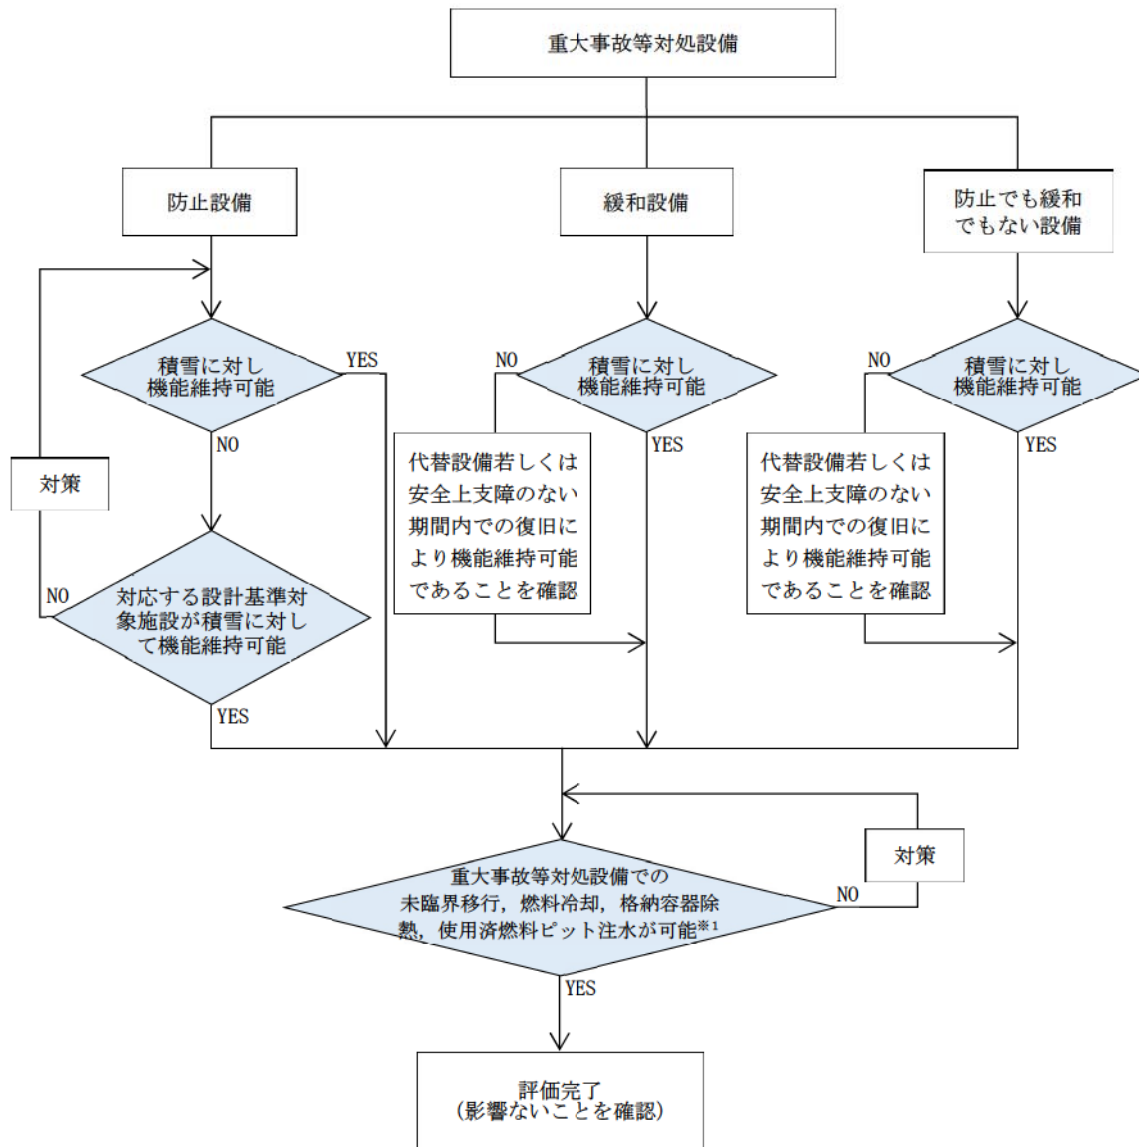 重大事故等対処設備
防止設備
緩和設備
防止でも緩和
でもない設備
積雪に対し
機能維持可能
YES
NO
積雪に対し
機能維持可能
NO
YES
積雪に対し
機能維持可能
NO
YES
対策
代替設備若しくは
安全上支障のない
期間内での復旧に
より機能維持可能
であることを確認
代替設備若しくは
安全上支障のない
期間内での復旧に
より機能維持可能
であることを確認
NO
対応する設計基準対
象施設が積雪に対し
て機能維持可能
YES
対策
重大事故等対処設備での
未臨界移行，燃料冷却，格納容器除
熱，使用済燃料ピット注水が可能※1
NO
YES
評価完了
(影響ないことを確認)